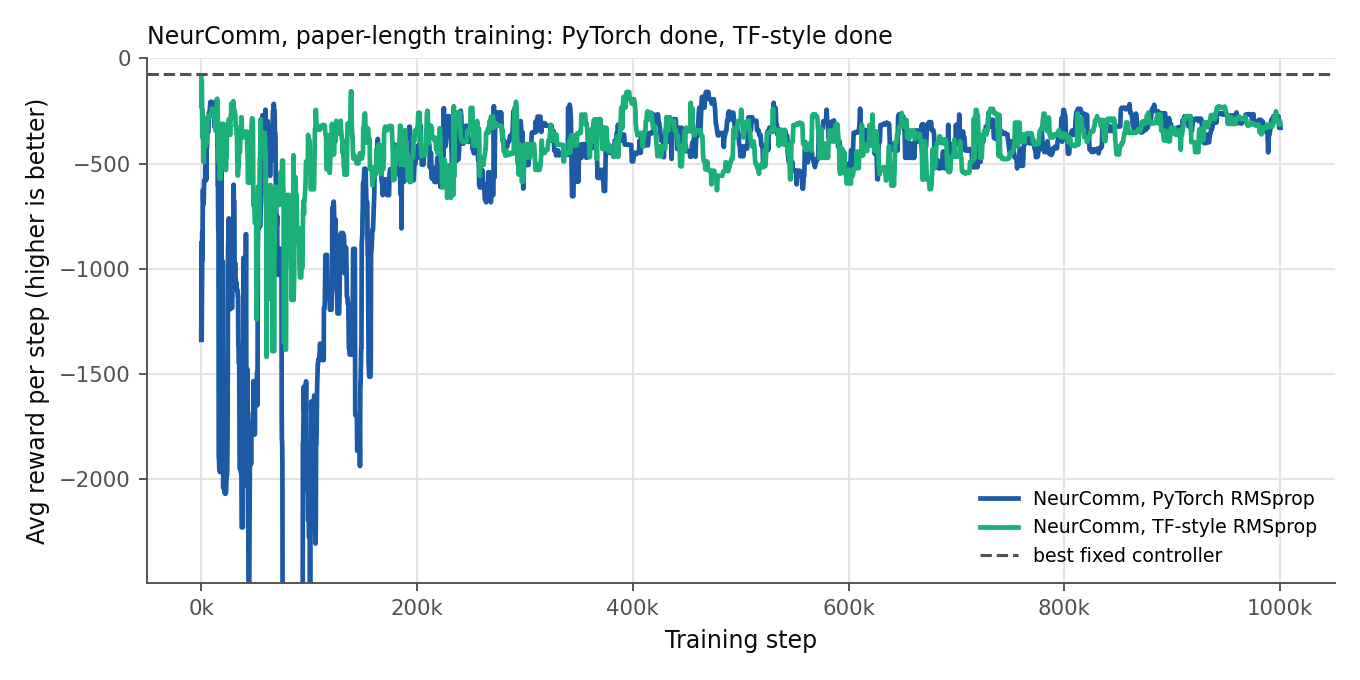 NeurComm, paper-length training: PyTorch done, TF-style done
Avg reward per step (higher is better)
0
−500
−1000
−1500
−2000
NeurComm, PyTorch RMSprop
NeurComm, TF-style RMSprop
best fixed controller
0k
200k
400k
600k
800k
1000k
Training step